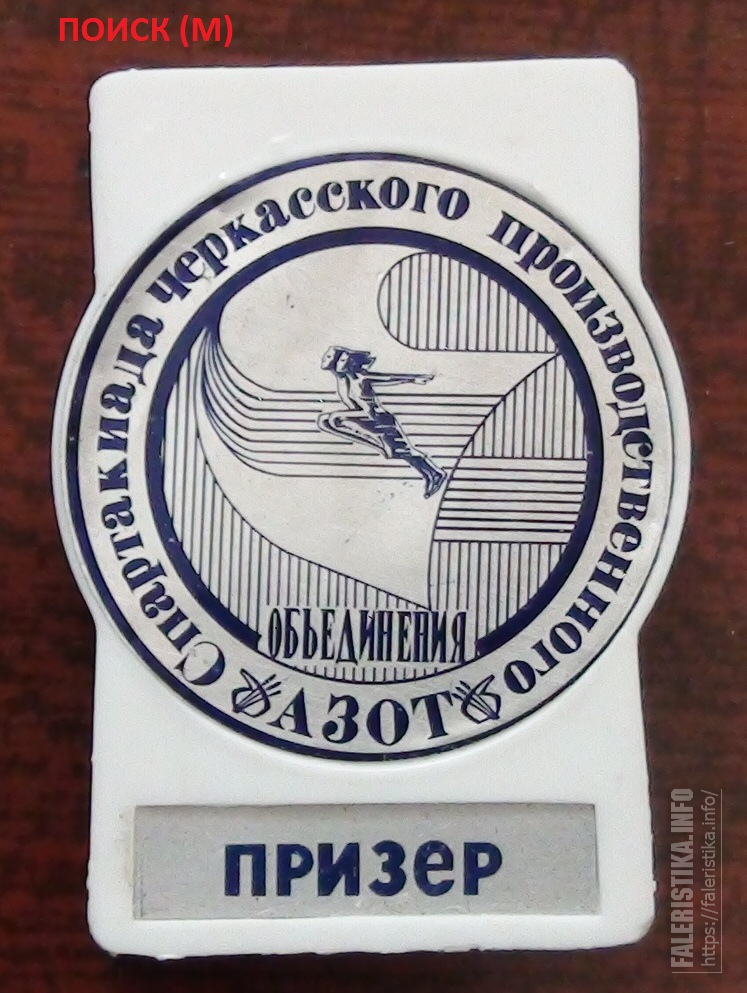 ПОИСК (М)
Спартакиада черкасского производственного
ОБЪЕДИНЕНИЯ
АЗОТ
ПРИЗер
FALERISTIKA.INFO
https://faleristika.info/